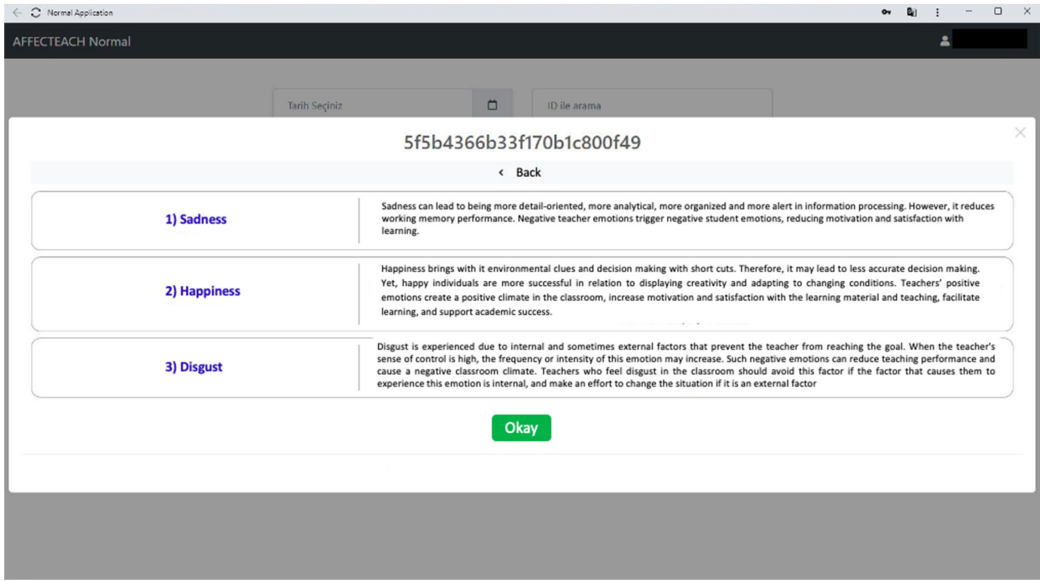 Normal Application
AFFECTEACH Normal
Tarih Seçiniz
ID ile arama
5f5b4366b33f170b1c800f49
Back
1) Sadness
Sadness can lead to being more detail-oriented, more analytical, more organized and more alert in information processing. However, it reduces
working memory performance. Negative teacher emotions trigger negative student emotions, reducing motivation and satisfaction with
learning.
2) Happiness
Happiness brings with it environmental clues and decision making with short cuts. Therefore, it may lead to less accurate decision making.
Yet, happy individuals are more successful in relation to displaying creativity and adapting to changing conditions. Teachers' positive
emotions create a positive climate in the classroom, increase motivation and satisfaction with the learning material and teaching, facilitate
learning, and support academic success.
3) Disgust
Disgust is experienced due to internal and sometimes external factors that prevent the teacher from reaching the goal. When the teacher's
sense of control is high, the frequency or intensity of this emotion may increase. Such negative emotions can reduce teaching performance and
cause a negative classroom climate. Teachers who feel disgust in the classroom should avoid this factor if the factor that causes them to
experience this emotion is internal, and make an effort to change the situation if it is an external factor
Okay